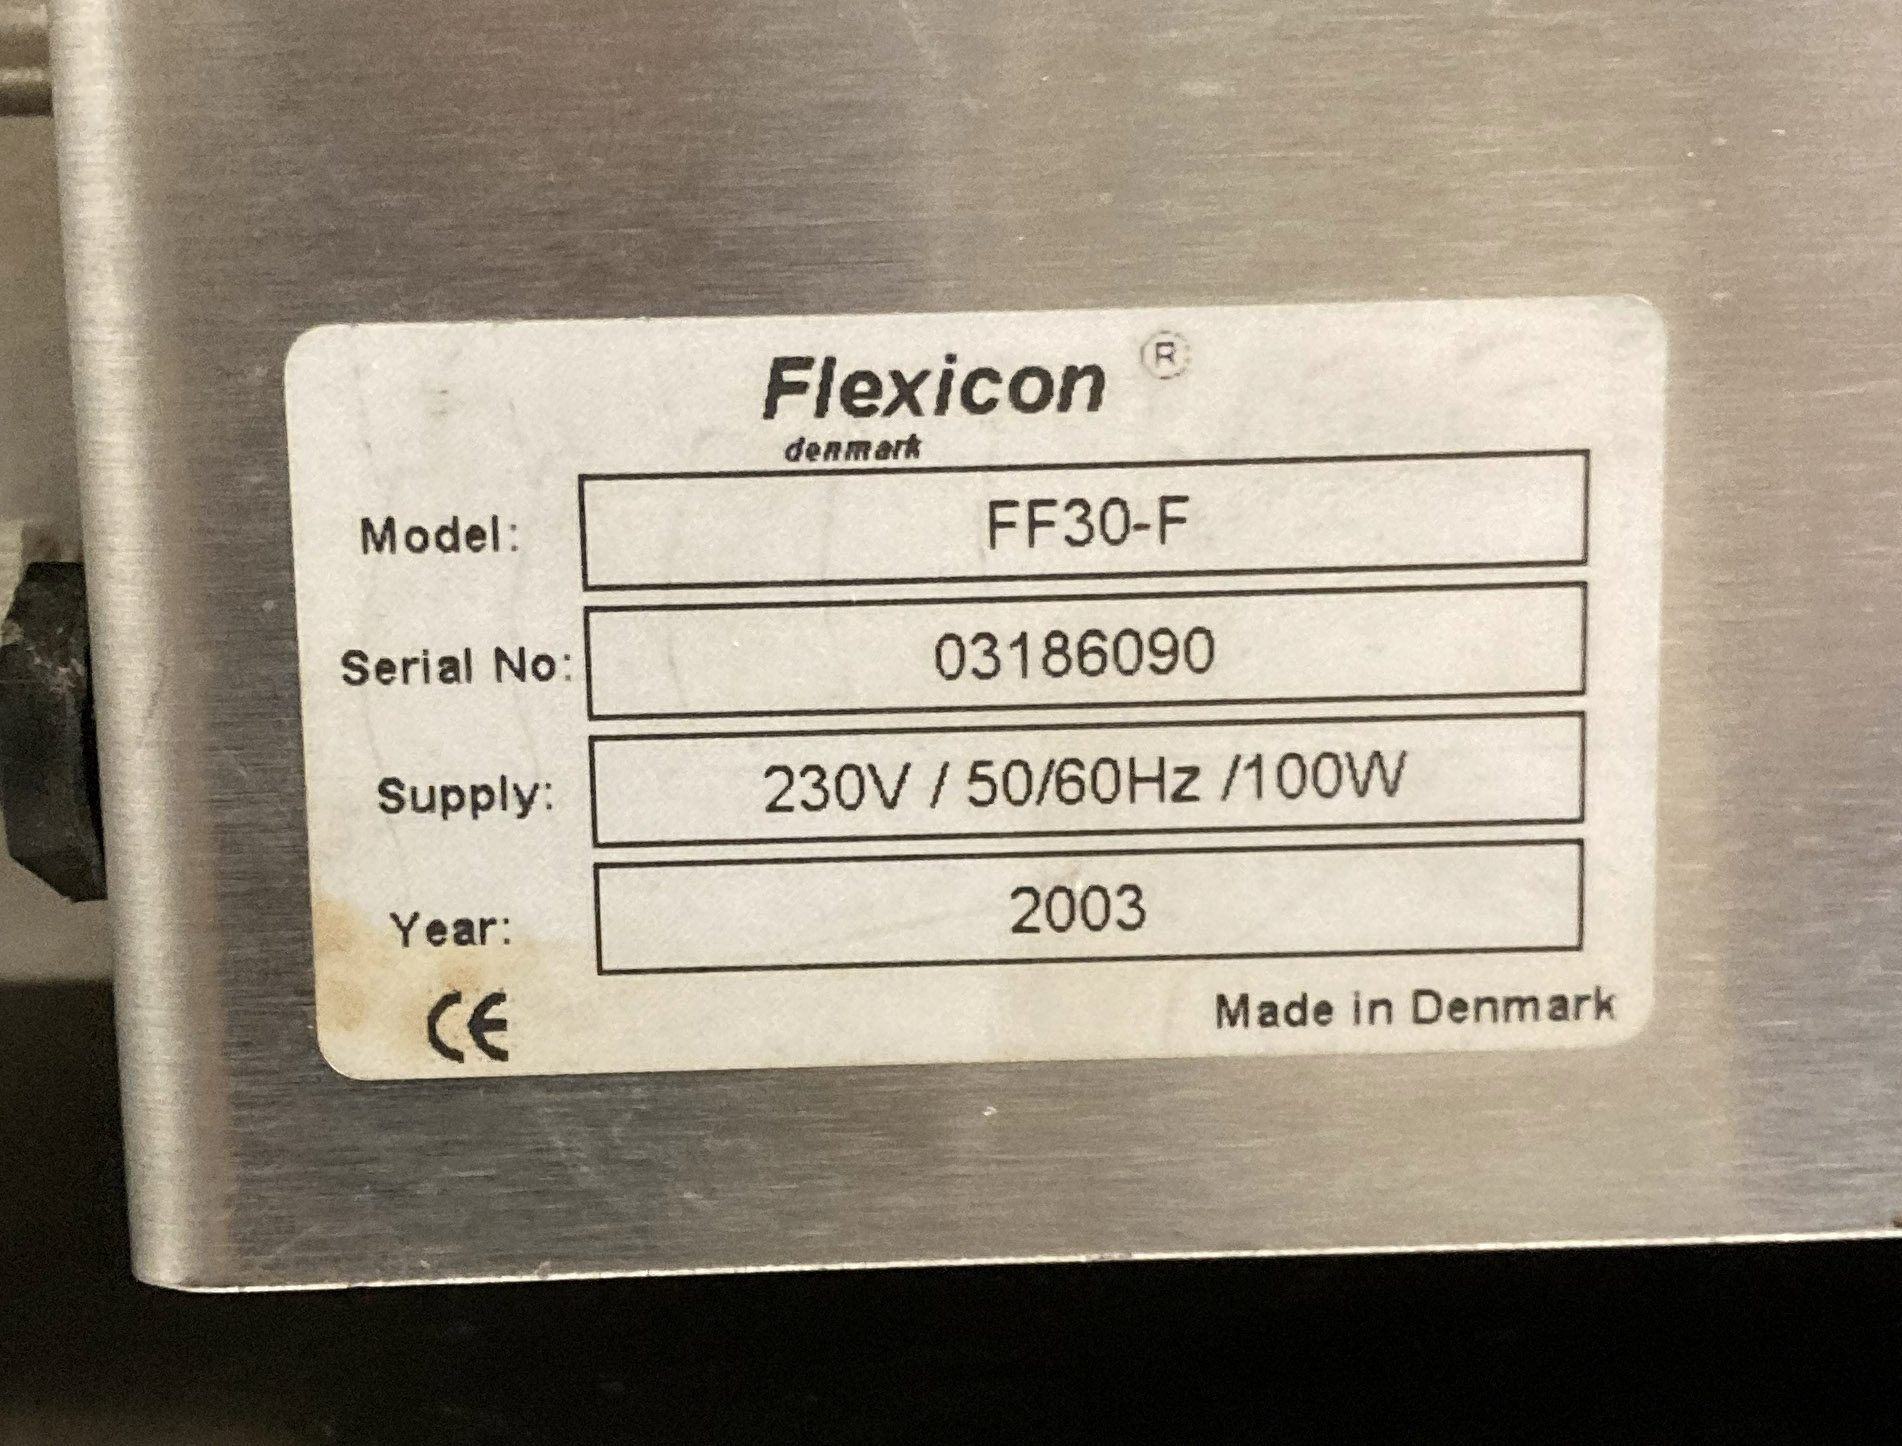 Flexicon ®
denmark
Model: FF30-F
Serial No: 03186090
Supply: 230V / 50/60Hz /100W
Year: 2003
CE Made in Denmark